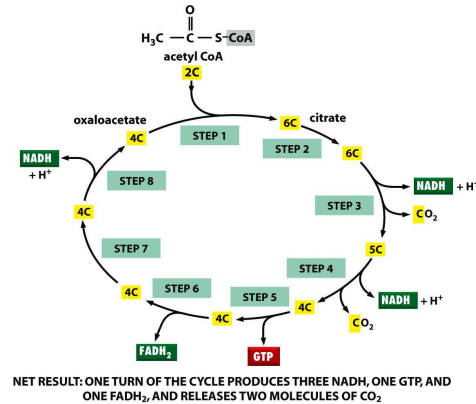 O
H₃C — C — S–CoA
acetyl CoA
2C
oxaloacetate
4C
STEP 1
6C
citrate
STEP 2
6C
NADH
+ H⁺
STEP 8
STEP 3
NADH + H⁺
CO₂
4C
5C
STEP 7
STEP 4
4C
STEP 6
STEP 5
4C
4C
NADH + H⁺
CO₂
FADH₂
GTP
NET RESULT: ONE TURN OF THE CYCLE PRODUCES THREE NADH, ONE GTP, AND
ONE FADH₂, AND RELEASES TWO MOLECULES OF CO₂